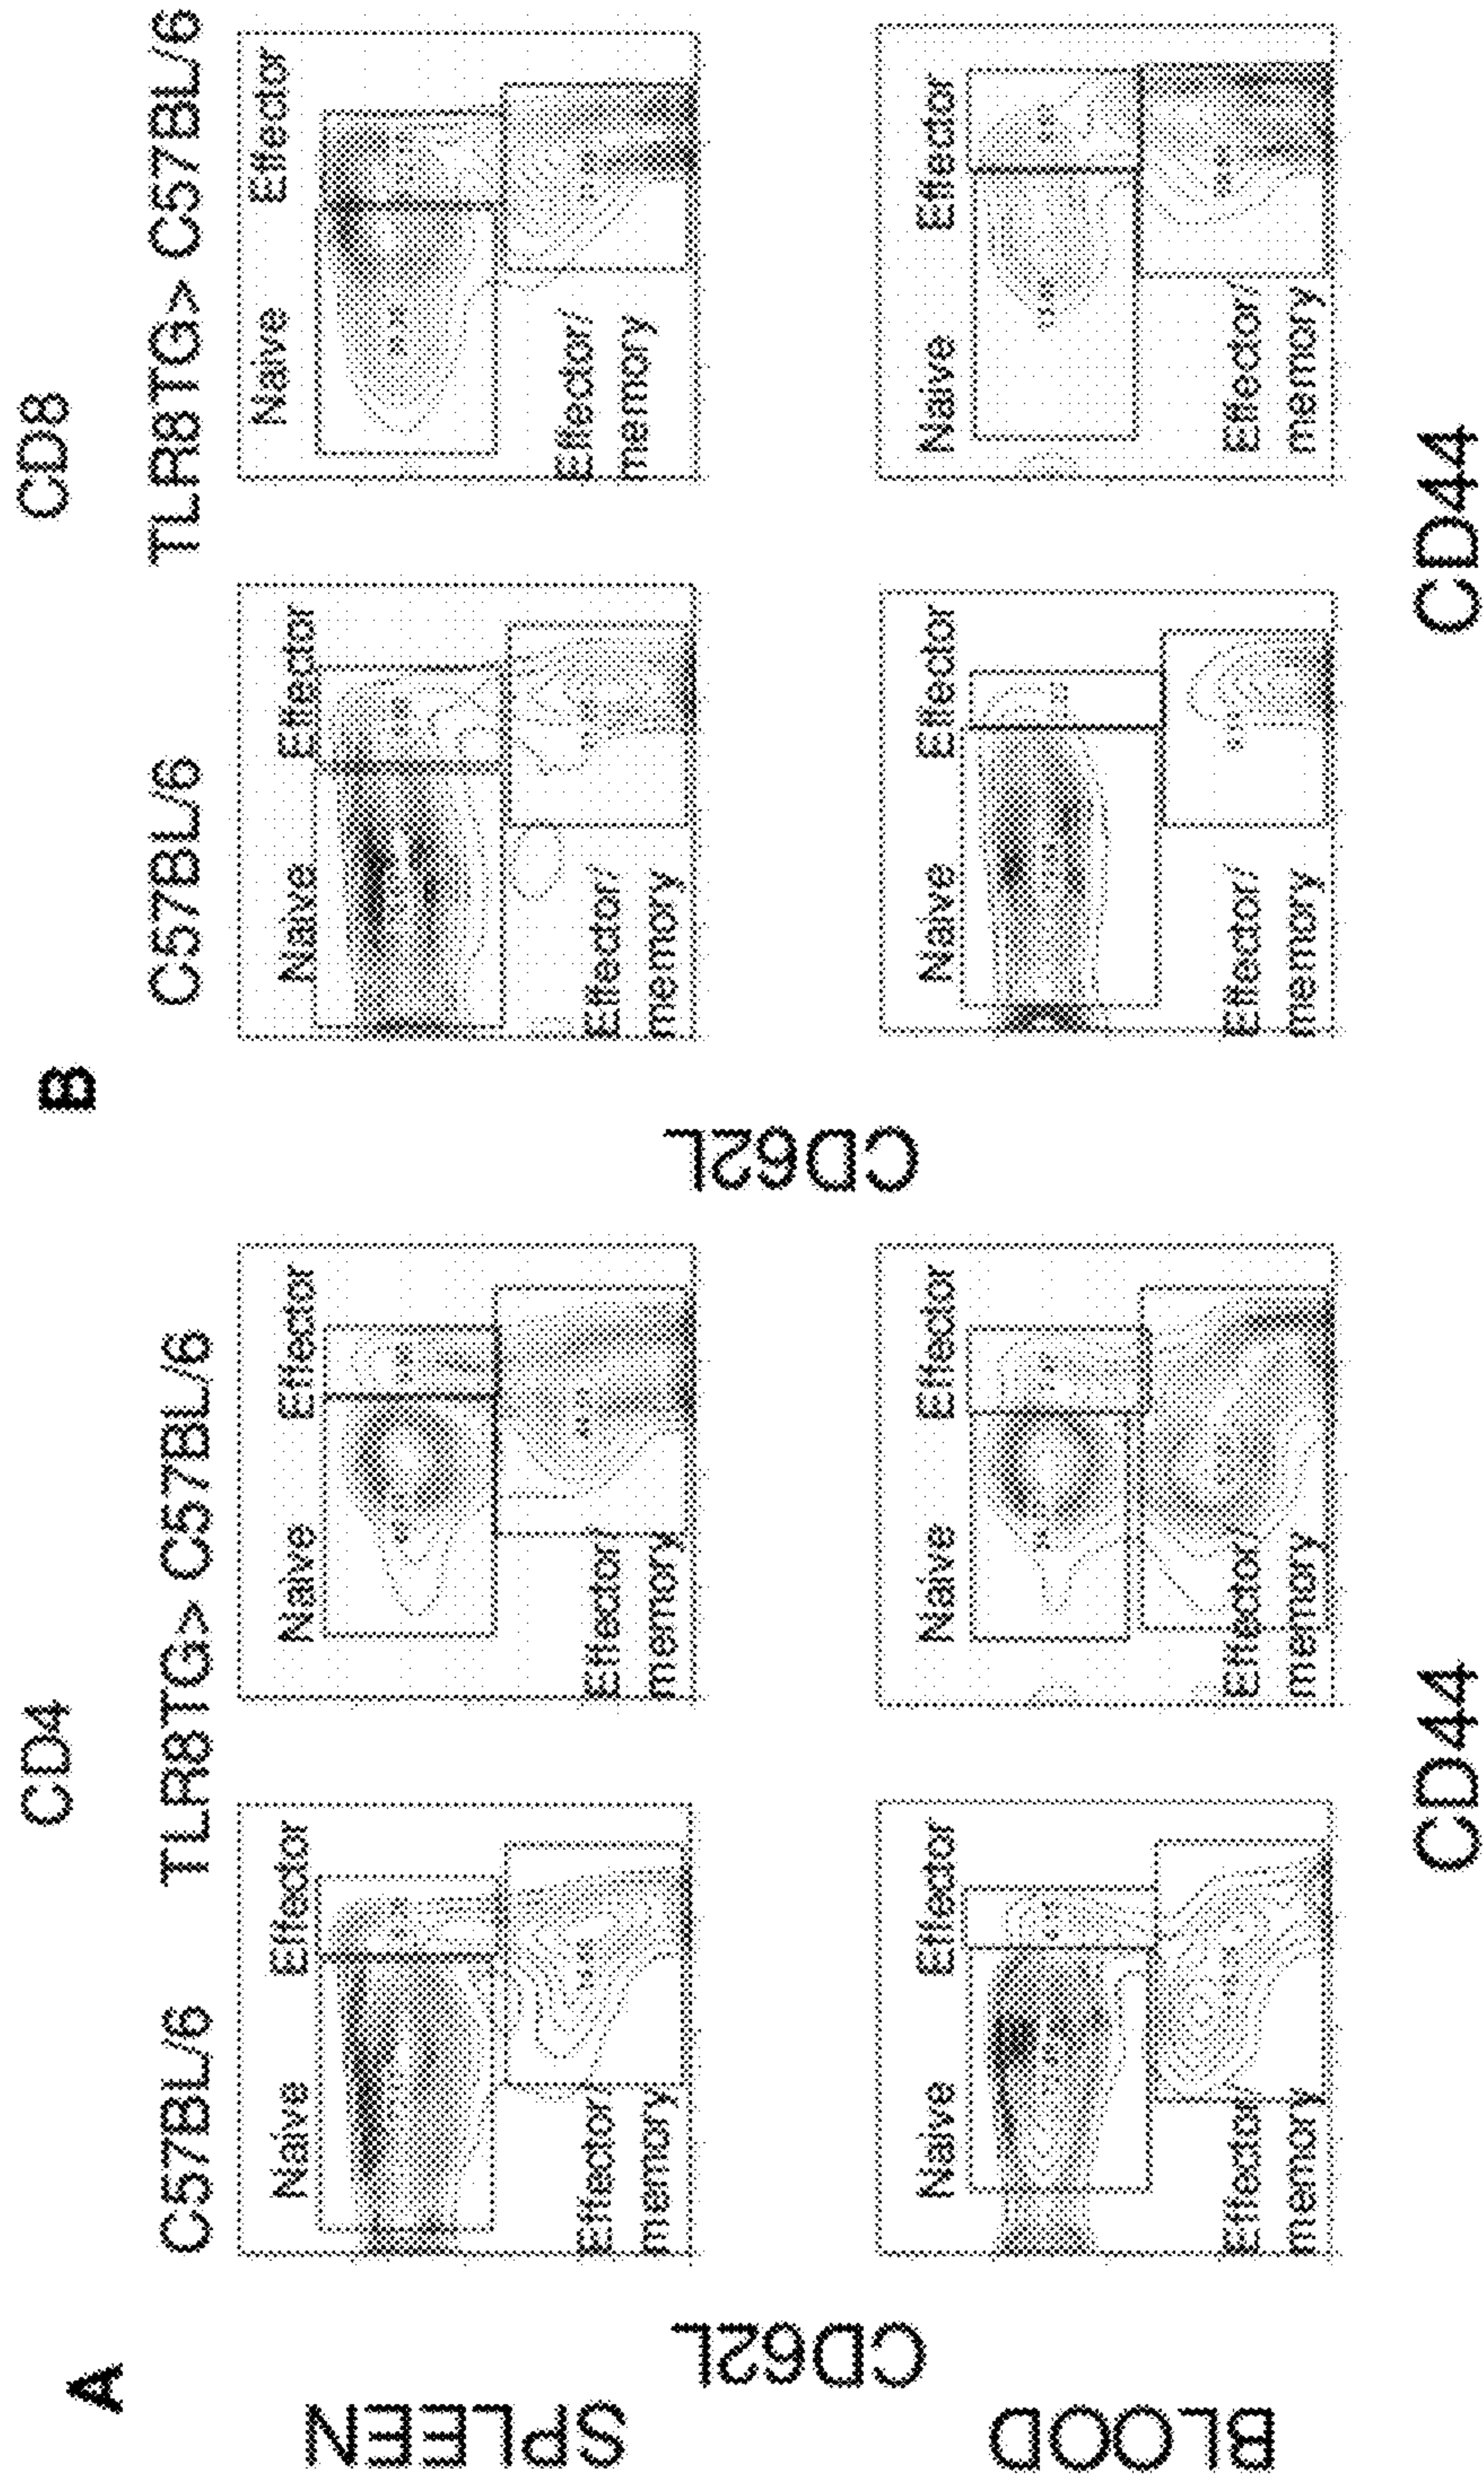 A
CD4
C57BL/6
TLR8TG> C57BL/6
SPLEEN
CD62L
Naive
Effector
Effector/
memory
Naive
Effector
Effector/
memory
BLOOD
Naive
Effector
Effector/
memory
Naive
Effector
Effector/
memory
CD44
B
CD8
C57BL/6
TLR8TG> C57BL/6
CD62L
Naive
Effector
Effector/
memory
Naive
Effector
Effector/
memory
Naive
Effector
Effector/
memory
Naive
Effector
Effector/
memory
CD44